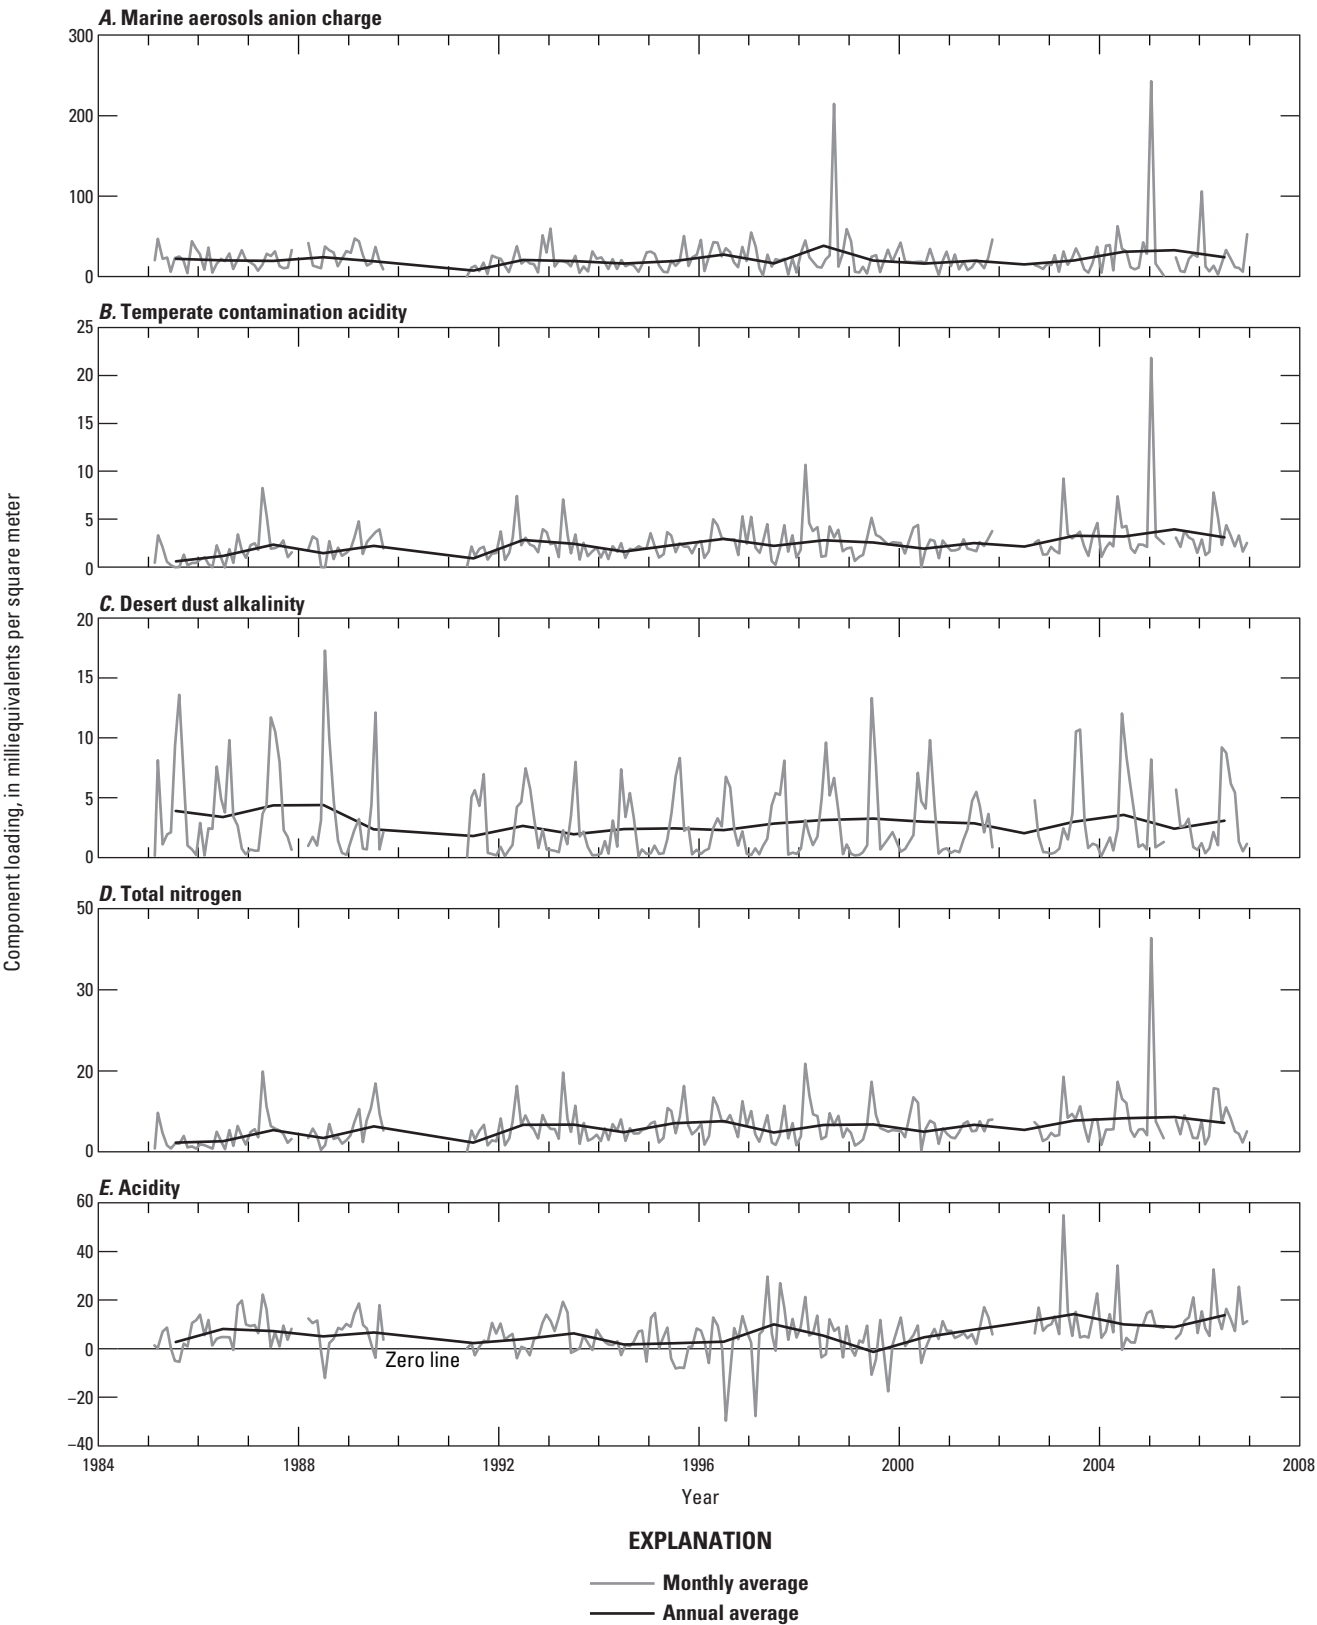 A. Marine aerosols anion charge
300
200
100
0
B. Temperate contamination acidity
25
20
15
10
5
0
C. Desert dust alkalinity
20
15
10
5
0
D. Total nitrogen
50
30
20
0
E. Acidity
60
40
20
0
–20
–40
Zero line
1984 1988 1992 1996 2000 2004 2008
Year
Component loading, in milliequivalents per square meter
EXPLANATION
Monthly average
Annual average